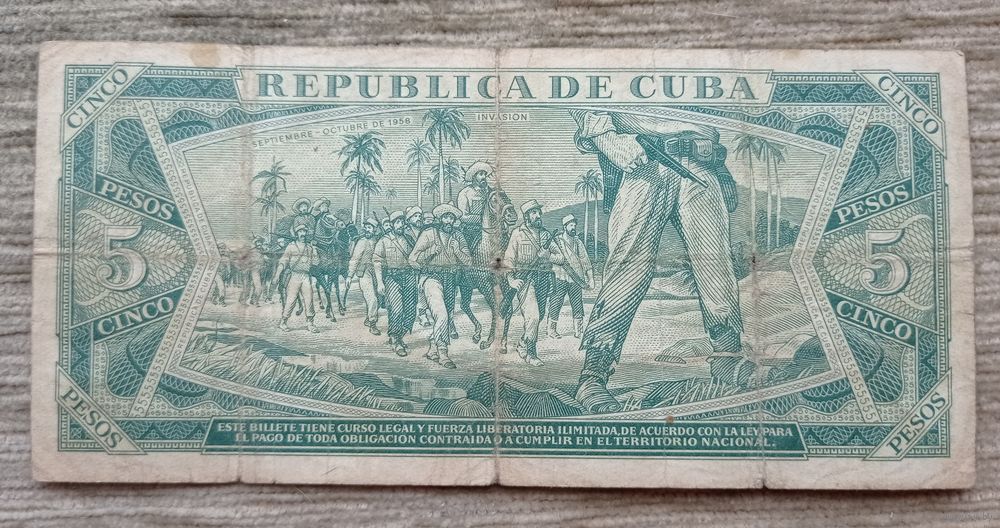 CINCO
REPUBLICA DE CUBA
CINCO
SEPTIEMBRE - OCTUBRE DE 1958
INVASION
PESOS
PESOS
5
5
CINCO
CINCO
PESOS
PESOS
ESTE BILLETE TIENE CURSO LEGAL Y FUERZA LIBERATORIA ILIMITADA, DE ACUERDO CON LA LEY, PARA
EL PAGO DE TODA OBLIGACION CONTRAIDA O A CUMPLIR EN EL TERRITORIO NACIONAL.